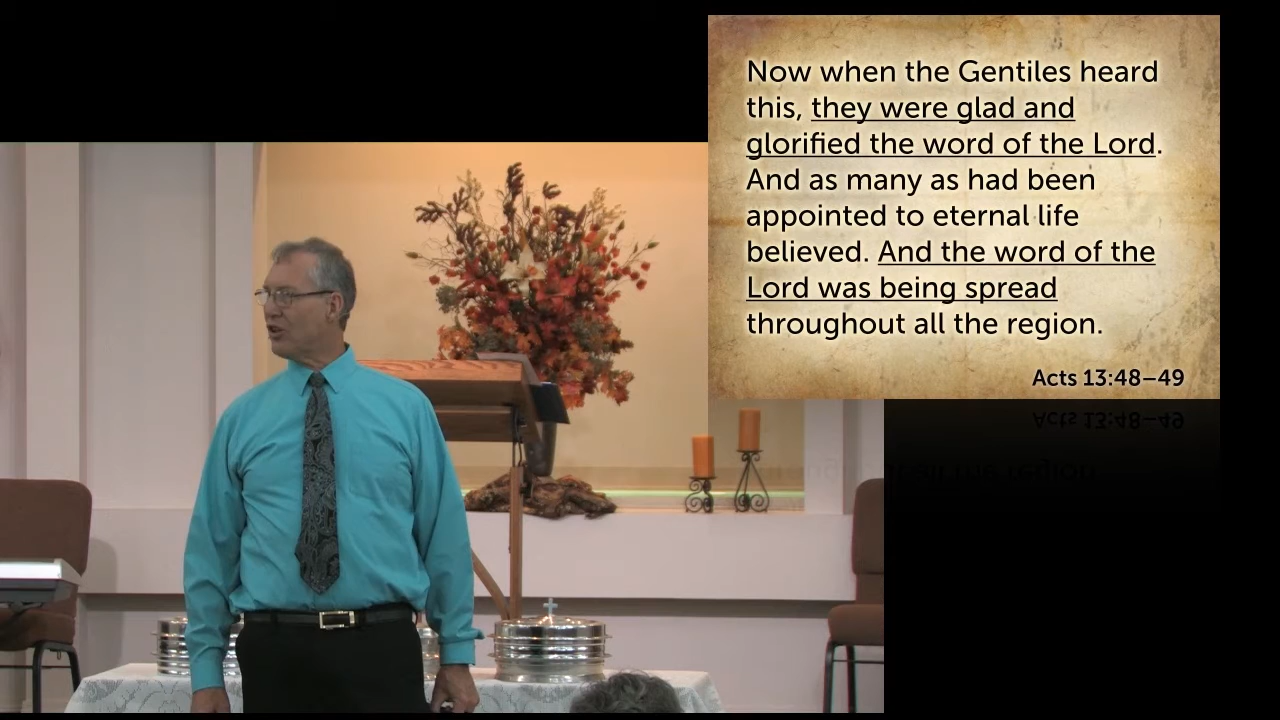 Now when the Gentiles heard
this, they were glad and
glorified the word of the Lord.
And as many as had been
appointed to eternal life
believed. And the word of the
Lord was being spread
throughout all the region.
Acts 13:48–49